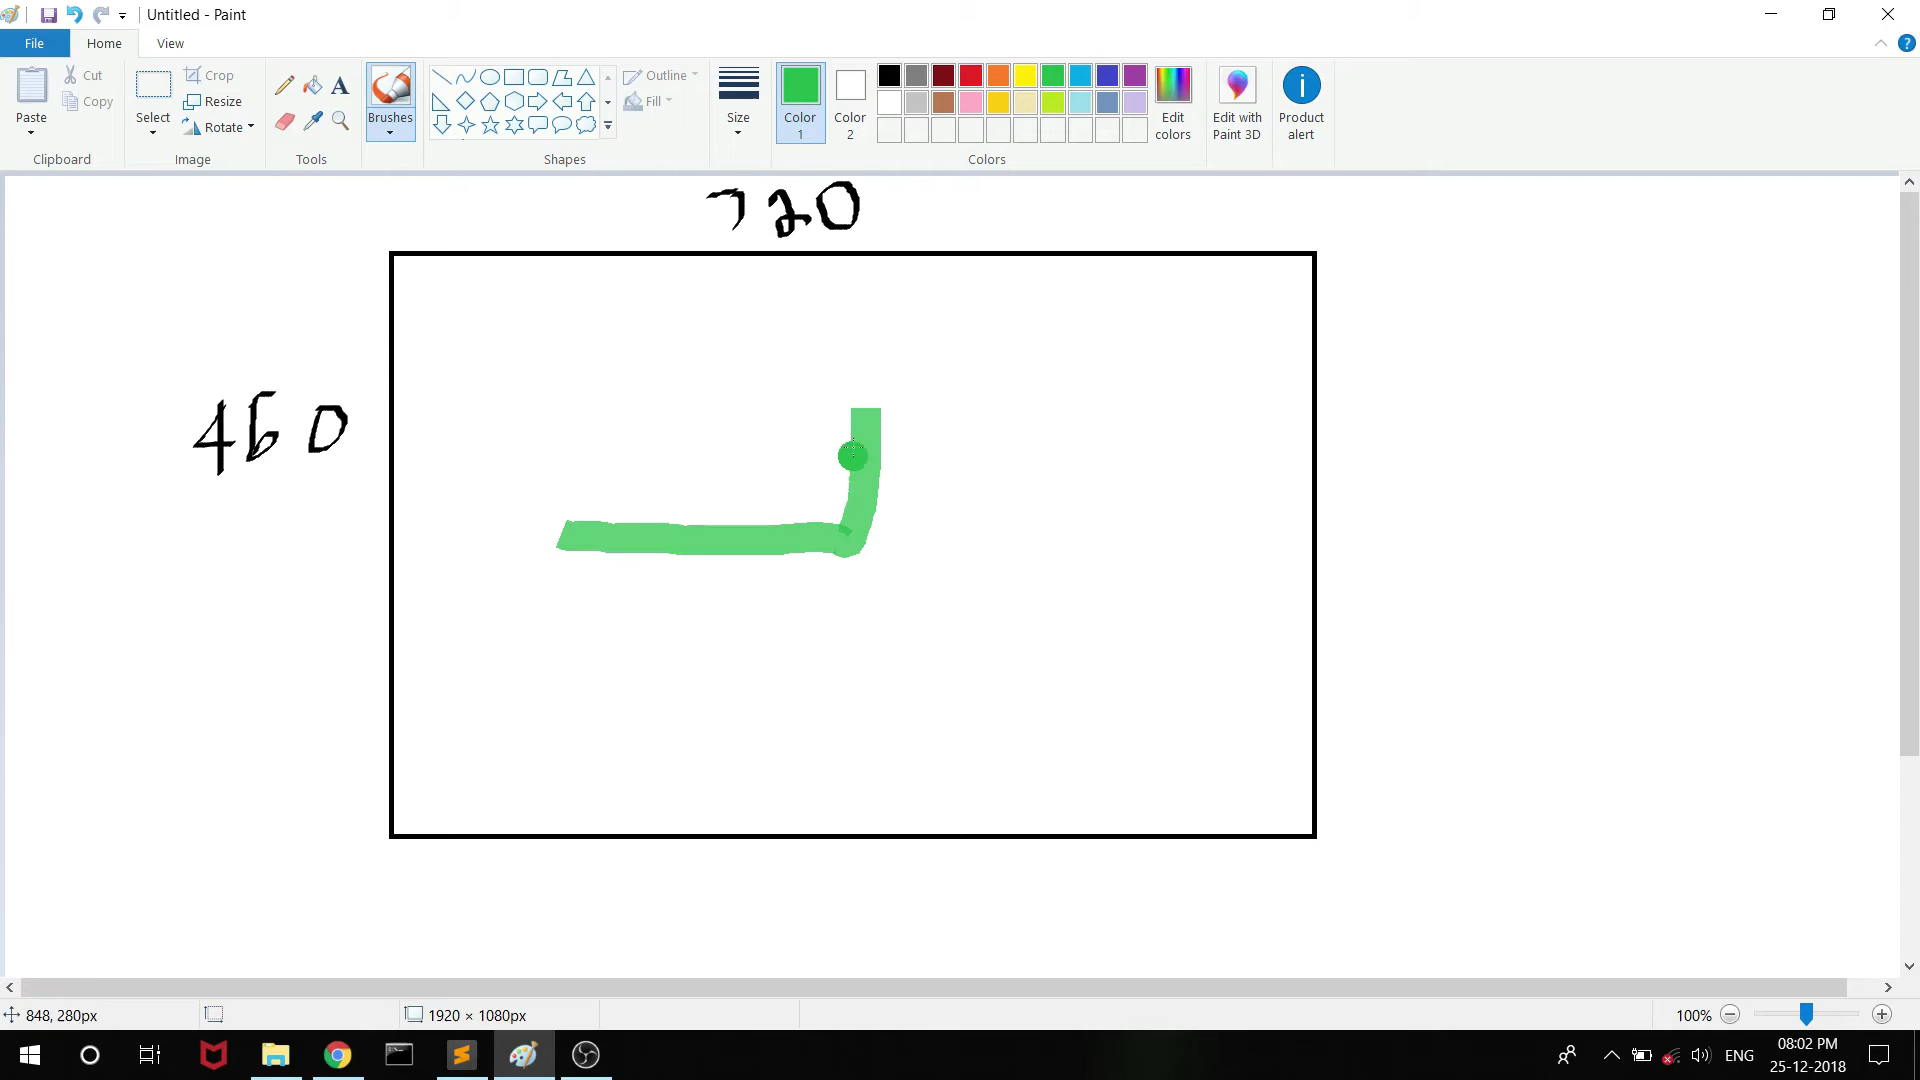 Untitled - Paint
File Home View
Paste
Cut
Copy
Clipboard
Select
Crop
Resize
Rotate
Image
Tools
Brushes
Shapes
Outline
Fill
Size
Color 1
Color 2
Colors
Edit colors
Edit with Paint 3D
Product alert
720
460
848, 280px 1920 × 1080px 100%
ENG
08:02 PM
25-12-2018